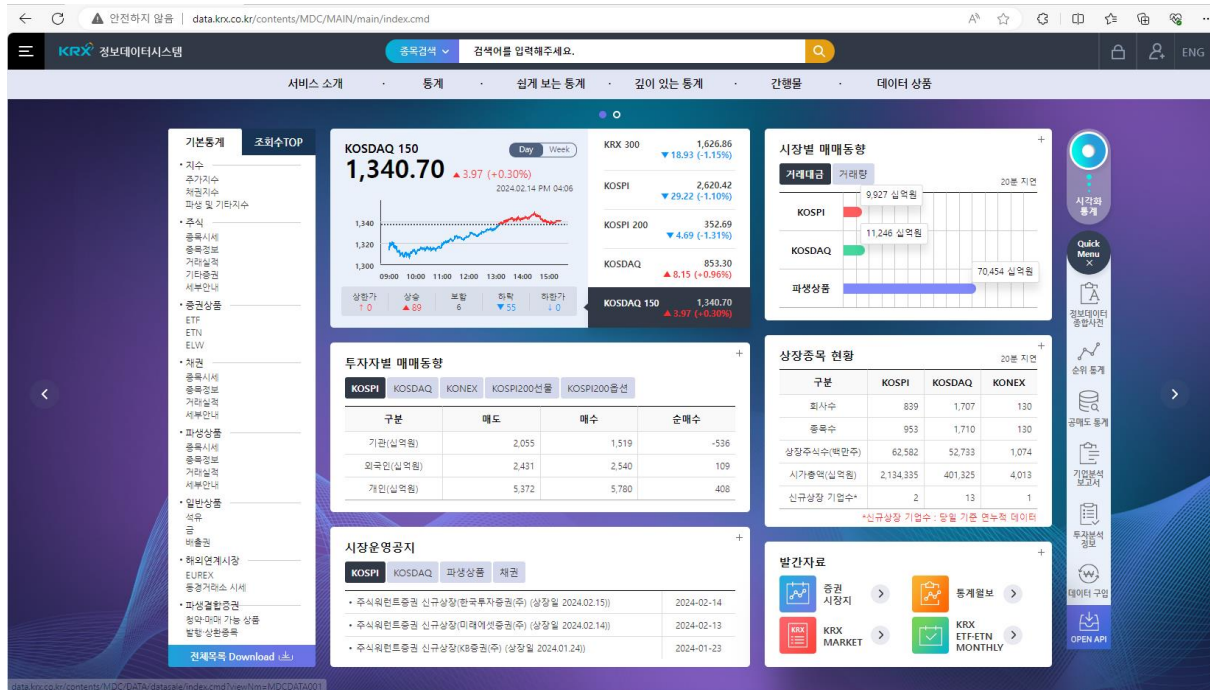 안전하지 않음 | data.krx.co.kr/contents/MDC/MAIN/main/index.cmd
KRX 정보데이터시스템
종목검색
검색어를 입력해주세요.
ENG
서비스 소개 · 통계 · 쉽게 보는 통계 · 깊이 있는 통계 · 간행물 · 데이터 상품
기본통계 조회수TOP
• 지수
주가지수
채권지수
파생 및 기타지수
• 주식
종목시세
종목정보
거래실적
기타증권
세부안내
• 증권상품
ETF
ETN
ELW
• 채권
종목시세
종목정보
거래실적
세부안내
• 파생상품
종목시세
종목정보
거래실적
세부안내
• 일반상품
석유
금
배출권
• 해외연계시장
EUREX
동경거래소 시세
• 파생결합증권
청약·매매 가능 상품
발행·상환종목
전체목록 Download
KOSDAQ 150
Day Week
1,340.70 ▲ 3.97 (+0.30%)
2024.02.14 PM 04:06
1,340
1,320
1,300
09:00 10:00 11:00 12:00 13:00 14:00 15:00
상한가 상승 보합 하락 하한가
↑ 0 ▲ 89 6 ▼ 55 ↓ 0
KRX 300 1,626.86
▼ 18.93 (-1.15%)
KOSPI 2,620.42
▼ 29.22 (-1.10%)
KOSPI 200 352.69
▼ 4.69 (-1.31%)
KOSDAQ 853.30
▲ 8.15 (+0.96%)
KOSDAQ 150 1,340.70
▲ 3.97 (+0.30%)
시장별 매매동향 +
거래대금 거래량
20분 지연
9,927 십억원
KOSPI
11,246 십억원
KOSDAQ
70,454 십억원
파생상품
투자자별 매매동향 +
KOSPI KOSDAQ KONEX KOSPI200선물 KOSPI200옵션
구분 매도 매수 순매수
기관(십억원) 2,055 1,519 -536
외국인(십억원) 2,431 2,540 109
개인(십억원) 5,372 5,780 408
상장종목 현황 +
20분 지연
구분 KOSPI KOSDAQ KONEX
회사수 839 1,707 130
종목수 953 1,710 130
상장주식수(백만주) 62,582 52,733 1,074
시가총액(십억원) 2,134,335 401,325 4,013
신규상장 기업수* 2 13 1
*신규상장 기업수 : 당일 기준 연누적 데이터
시장운영공지 +
KOSPI KOSDAQ 파생상품 채권
• 주식워런트증권 신규상장(한국투자증권(주) (상장일 2024.02.15)) 2024-02-14
• 주식워런트증권 신규상장(미래에셋증권(주) (상장일 2024.02.14)) 2024-02-13
• 주식워런트증권 신규상장(KB증권(주) (상장일 2024.01.24)) 2024-01-23
발간자료 +
증권
시장지
통계월보
KRX
KRX
MARKET
KRX
ETF·ETN
MONTHLY
시각화
통계
Quick
Menu
×
정보데이터
종합사전
순위 통계
공매도 통계
기업분석
보고서
투자분석
정보
데이터 구입
OPEN API
data.krx.co.kr/contents/MDC/DATA/datasale/index.cmd?viewNm=MDCDATA001